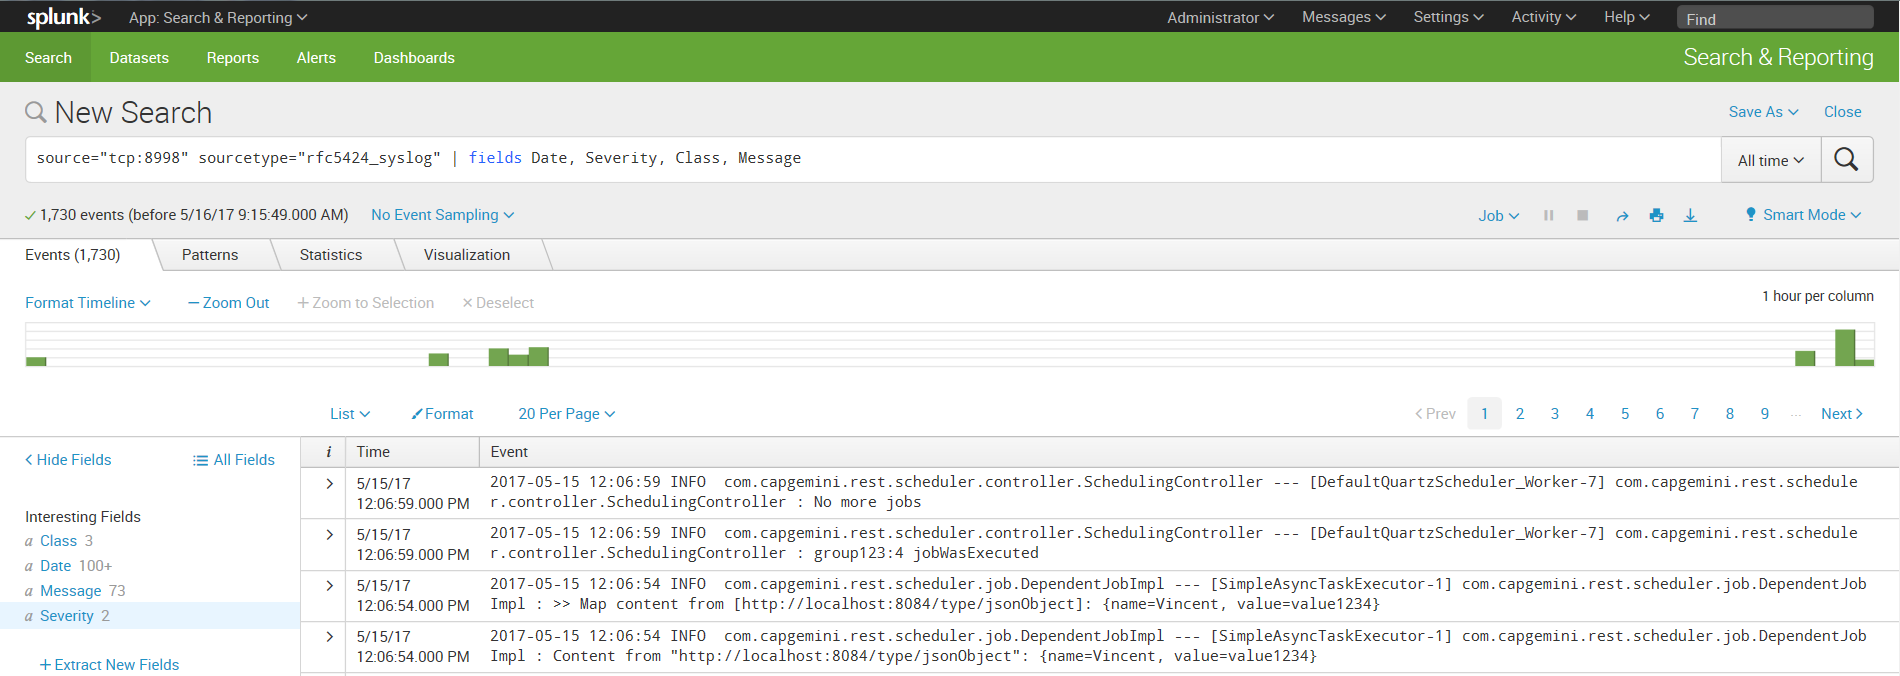 splunk> App: Search & Reporting Administrator Messages Settings Activity Help Find
Search Datasets Reports Alerts Dashboards Search & Reporting
New Search Save As Close
source="tcp:8998" sourcetype="rfc5424_syslog" | fields Date, Severity, Class, Message All time
1,730 events (before 5/16/17 9:15:49.000 AM) No Event Sampling Job Smart Mode
Events (1,730) Patterns Statistics Visualization
Format Timeline — Zoom Out + Zoom to Selection × Deselect 1 hour per column
List Format 20 Per Page < Prev 1 2 3 4 5 6 7 8 9 ... Next >
< Hide Fields All Fields
Interesting Fields
a Class 3
a Date 100+
a Message 73
a Severity 2
+ Extract New Fields
i Time Event
> 5/15/17 2017-05-15 12:06:59 INFO  com.capgemini.rest.scheduler.controller.SchedulingController --- [DefaultQuartzScheduler_Worker-7] com.capgemini.rest.schedule
12:06:59.000 PM r.controller.SchedulingController : No more jobs
> 5/15/17 2017-05-15 12:06:59 INFO  com.capgemini.rest.scheduler.controller.SchedulingController --- [DefaultQuartzScheduler_Worker-7] com.capgemini.rest.schedule
12:06:59.000 PM r.controller.SchedulingController : group123:4 jobWasExecuted
> 5/15/17 2017-05-15 12:06:54 INFO  com.capgemini.rest.scheduler.job.DependentJobImpl --- [SimpleAsyncTaskExecutor-1] com.capgemini.rest.scheduler.job.DependentJob
12:06:54.000 PM Impl : >> Map content from [http://localhost:8084/type/jsonObject]: {name=Vincent, value=value1234}
> 5/15/17 2017-05-15 12:06:54 INFO  com.capgemini.rest.scheduler.job.DependentJobImpl --- [SimpleAsyncTaskExecutor-1] com.capgemini.rest.scheduler.job.DependentJob
12:06:54.000 PM Impl : Content from "http://localhost:8084/type/jsonObject": {name=Vincent, value=value1234}